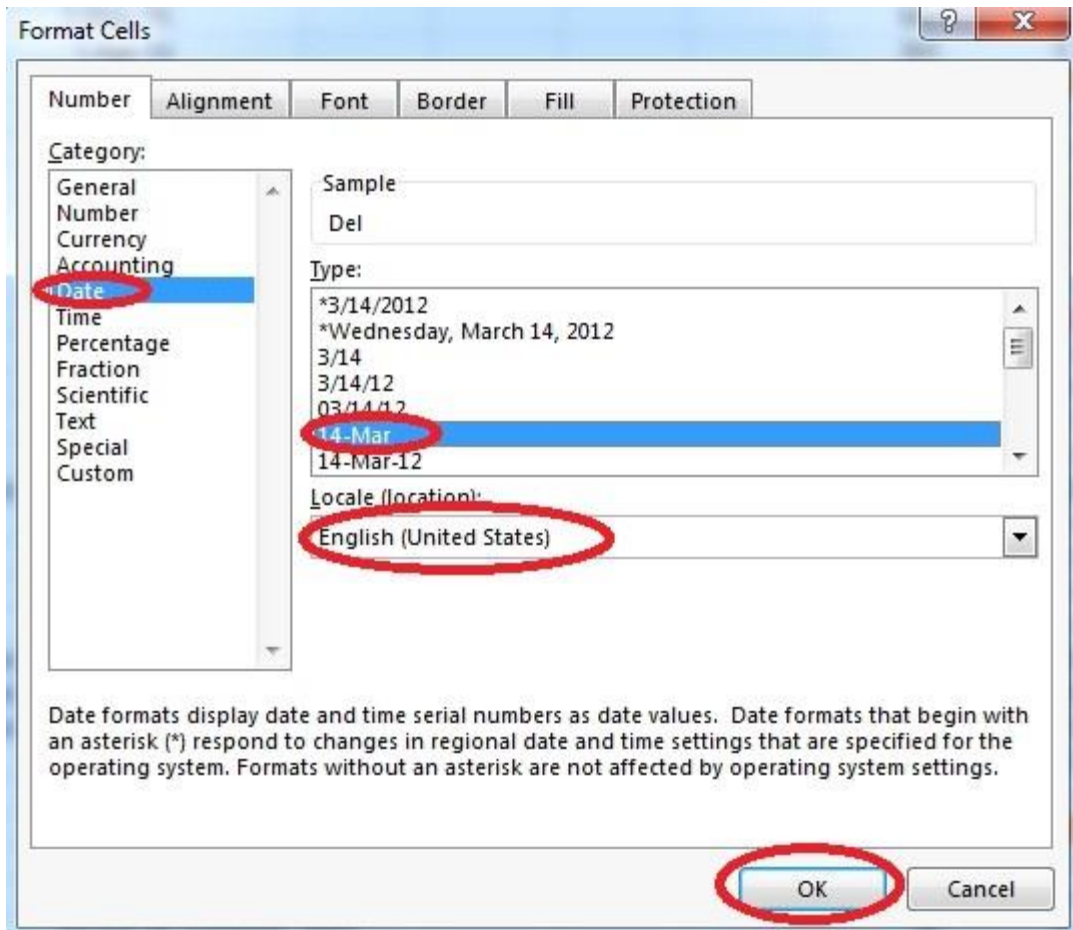 Format Cells
Number Alignment Font Border Fill Protection
Category:
General
Number
Currency
Accounting
Date
Time
Percentage
Fraction
Scientific
Text
Special
Custom
Sample
Del
Type:
*3/14/2012
*Wednesday, March 14, 2012
3/14
3/14/12
03/14/12
14-Mar
14-Mar-12
Locale (location):
English (United States)
Date formats display date and time serial numbers as date values.  Date formats that begin with
an asterisk (*) respond to changes in regional date and time settings that are specified for the
operating system. Formats without an asterisk are not affected by operating system settings.
OK Cancel